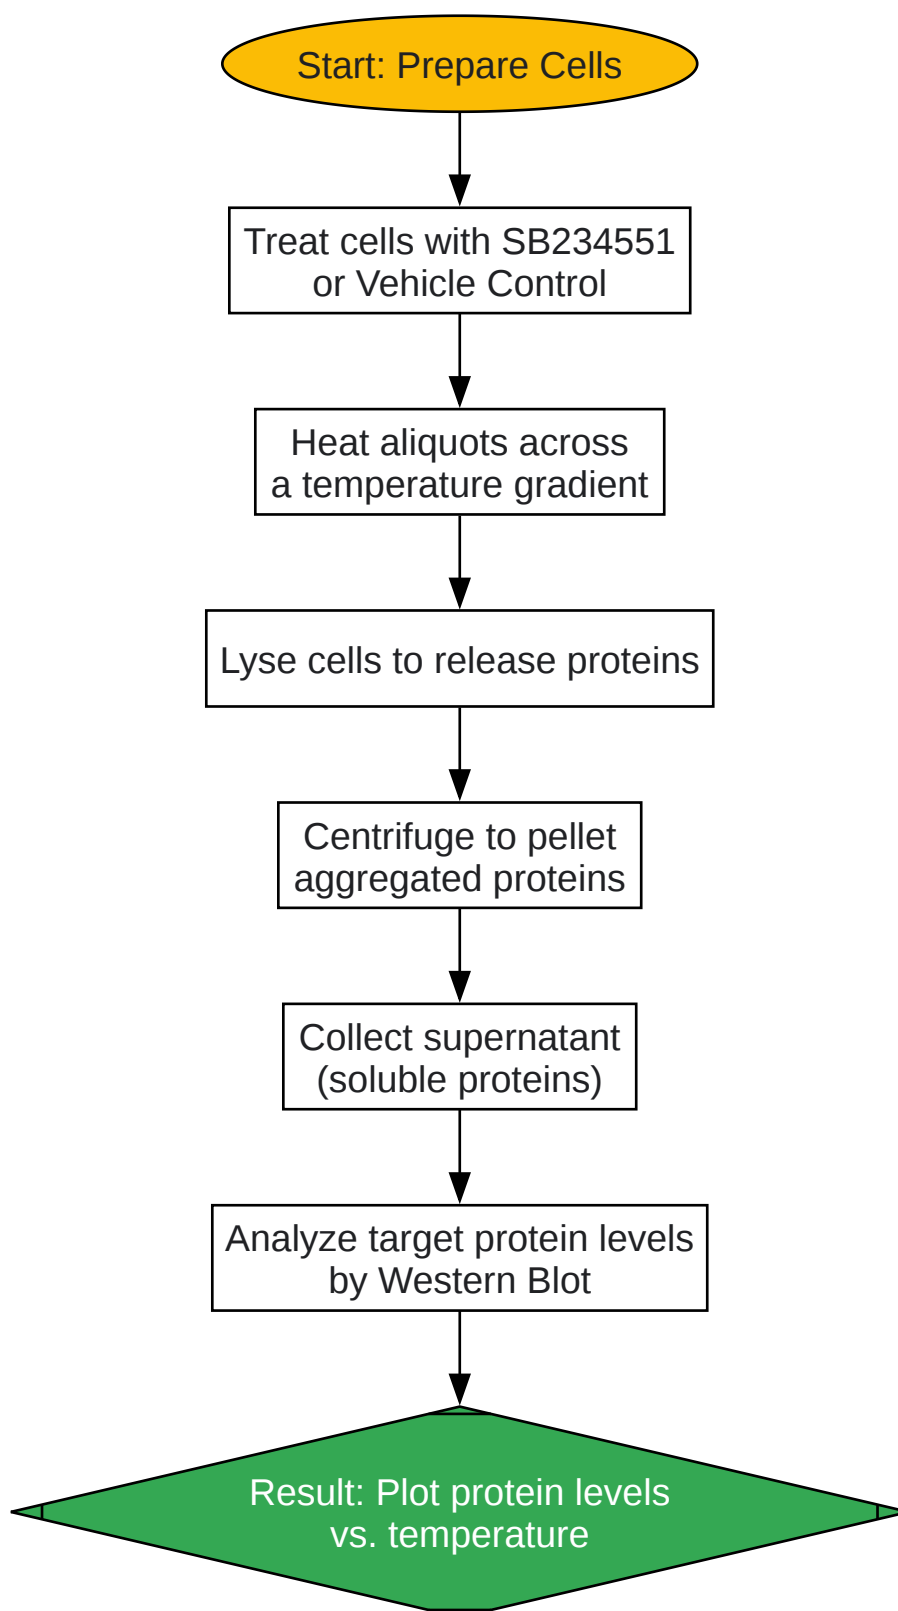 Start: Prepare Cells
Treat cells with SB234551
or Vehicle Control
Heat aliquots across
a temperature gradient
Lyse cells to release proteins
Centrifuge to pellet
aggregated proteins
Collect supernatant
(soluble proteins)
Analyze target protein levels
by Western Blot
Result: Plot protein levels
vs. temperature